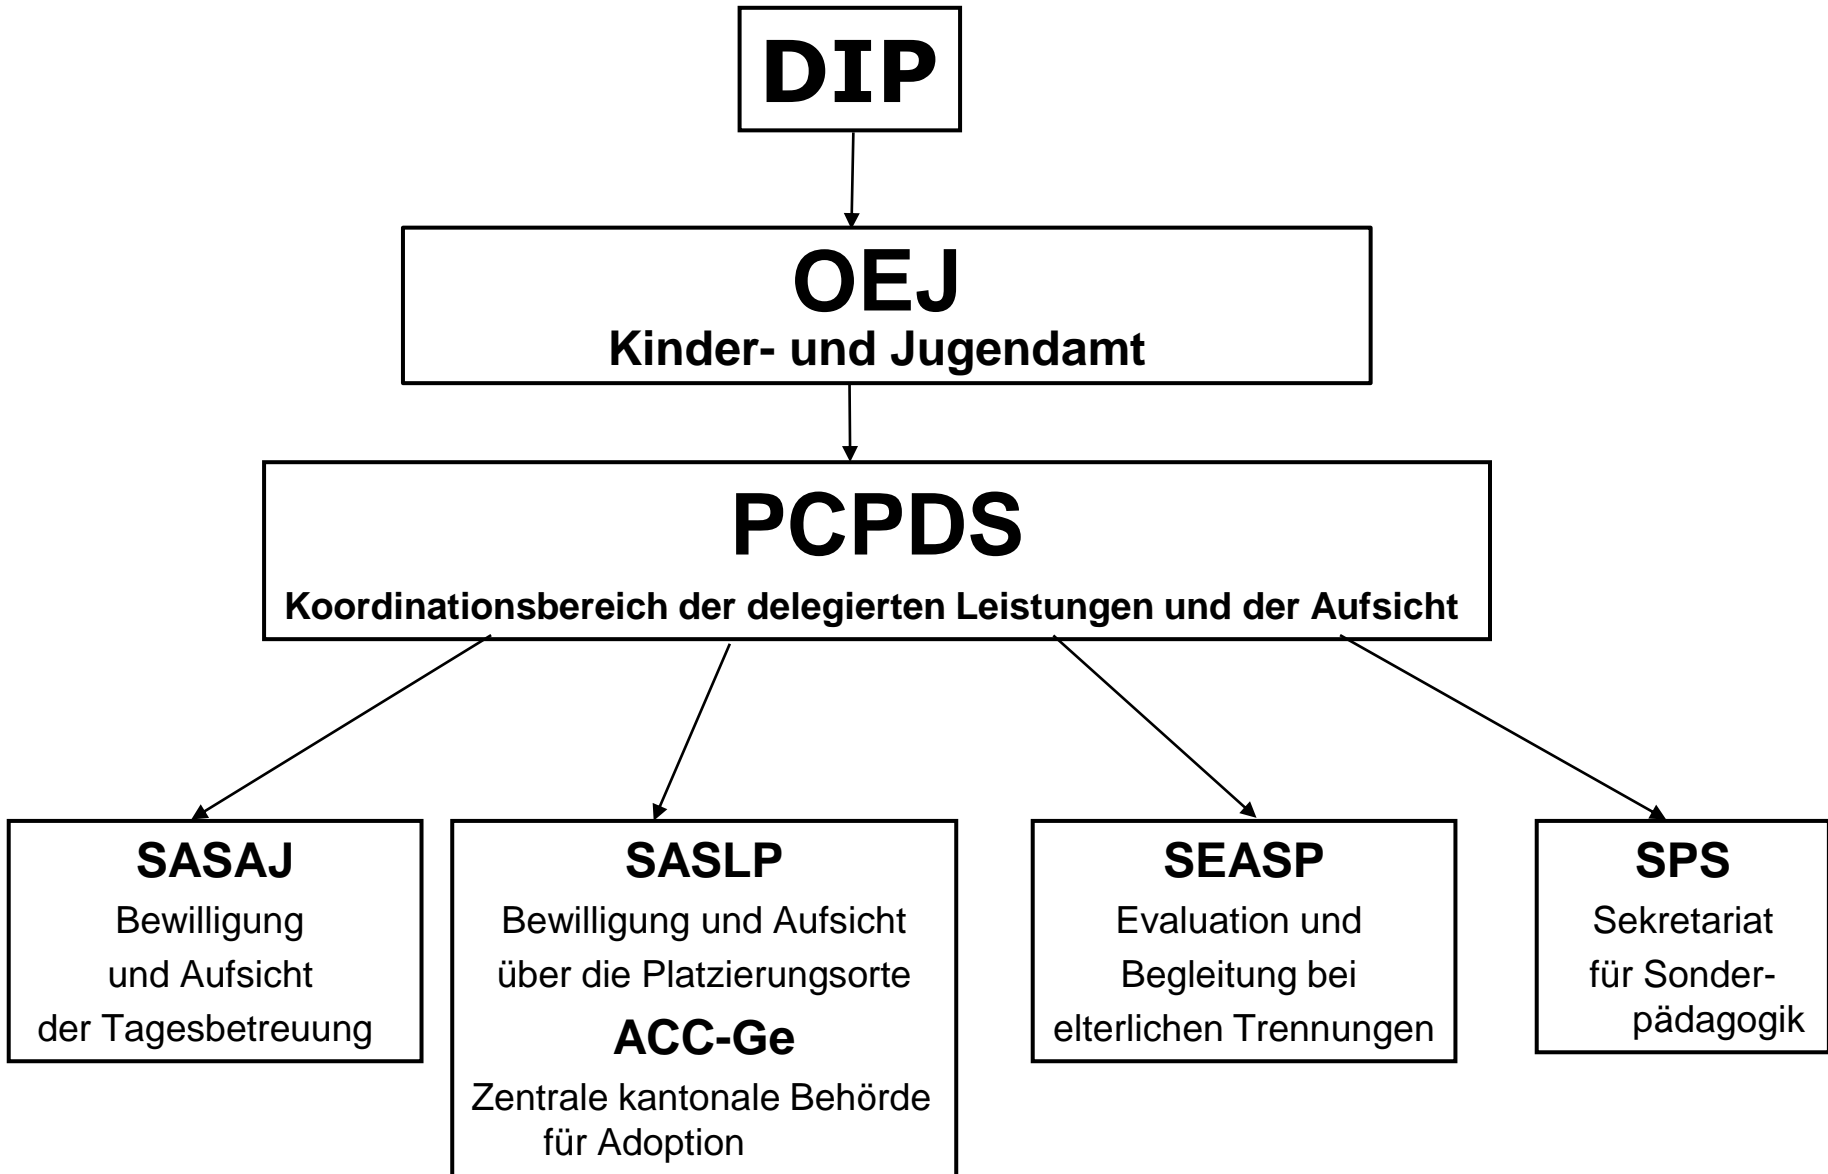 DIP
OEJ
Kinder- und Jugendamt
PCPDS
Koordinationsbereich der delegierten Leistungen und der Aufsicht
SASAJ
Bewilligung
und Aufsicht
der Tagesbetreuung
SASLP
Bewilligung und Aufsicht
über die Platzierungsorte
ACC-Ge
Zentrale kantonale Behörde
für Adoption
SEASP
Evaluation und
Begleitung bei
elterlichen Trennungen
SPS
Sekretariat
für Sonder-
pädagogik